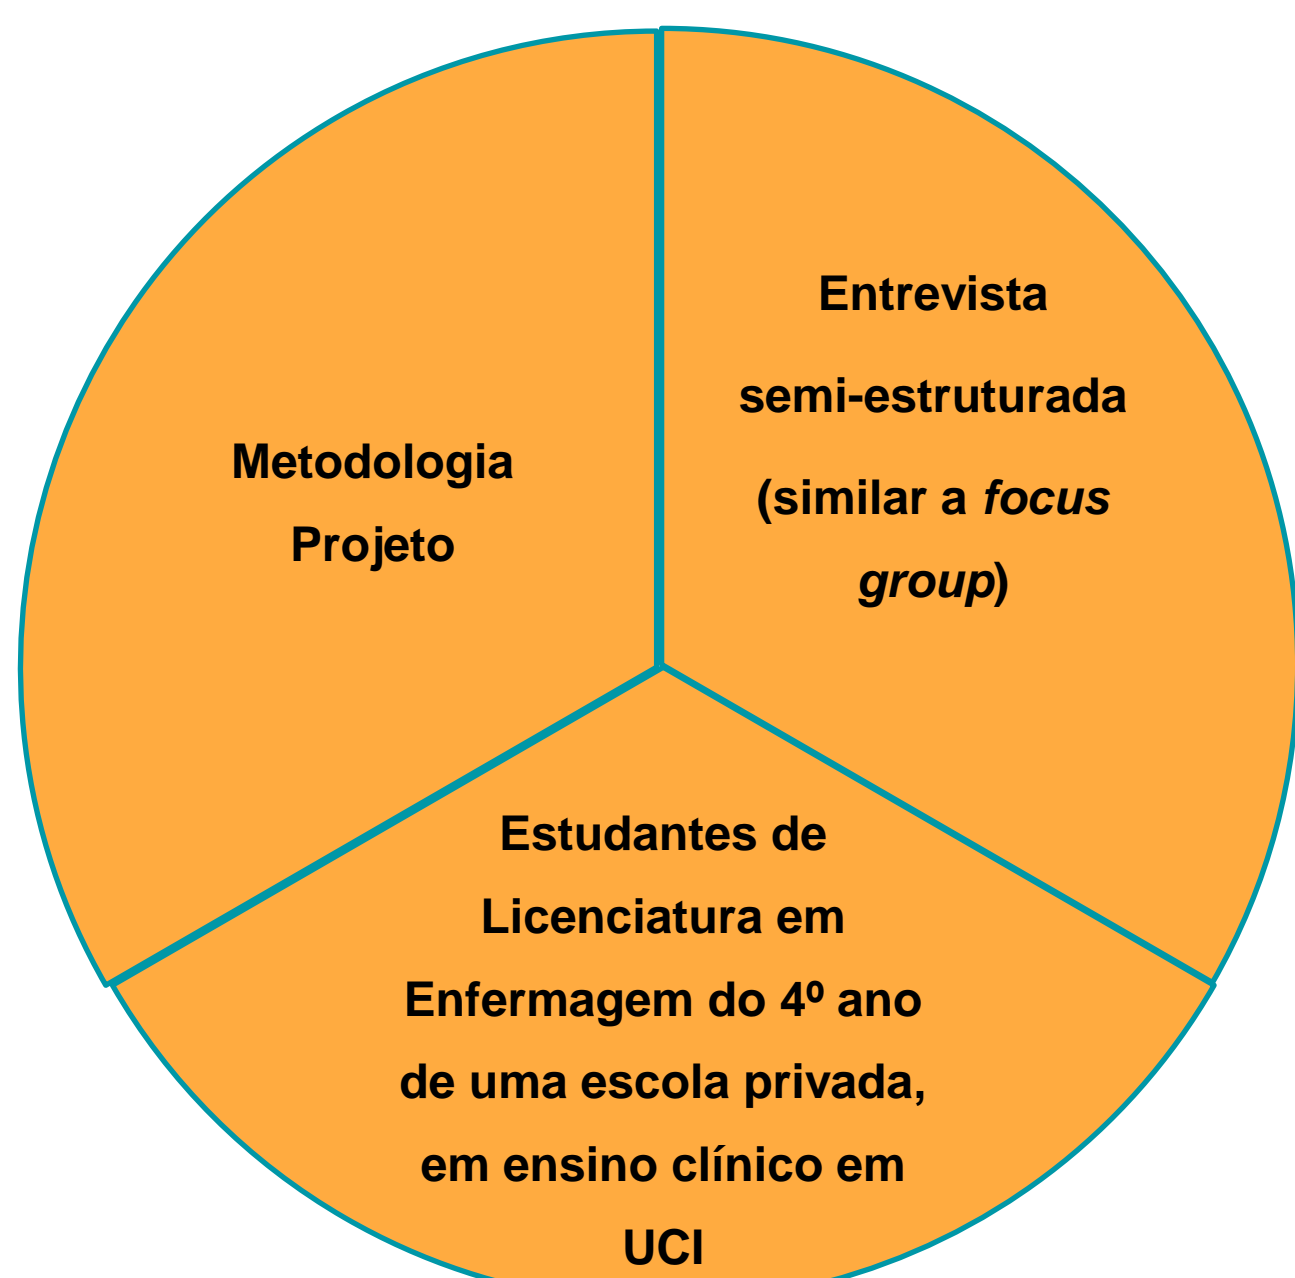 Metodologia
Projeto
Entrevista
semi-estruturada
(similar a focus
group)
Estudantes de
Licenciatura em
Enfermagem do 4º ano
de uma escola privada,
em ensino clínico em
UCI